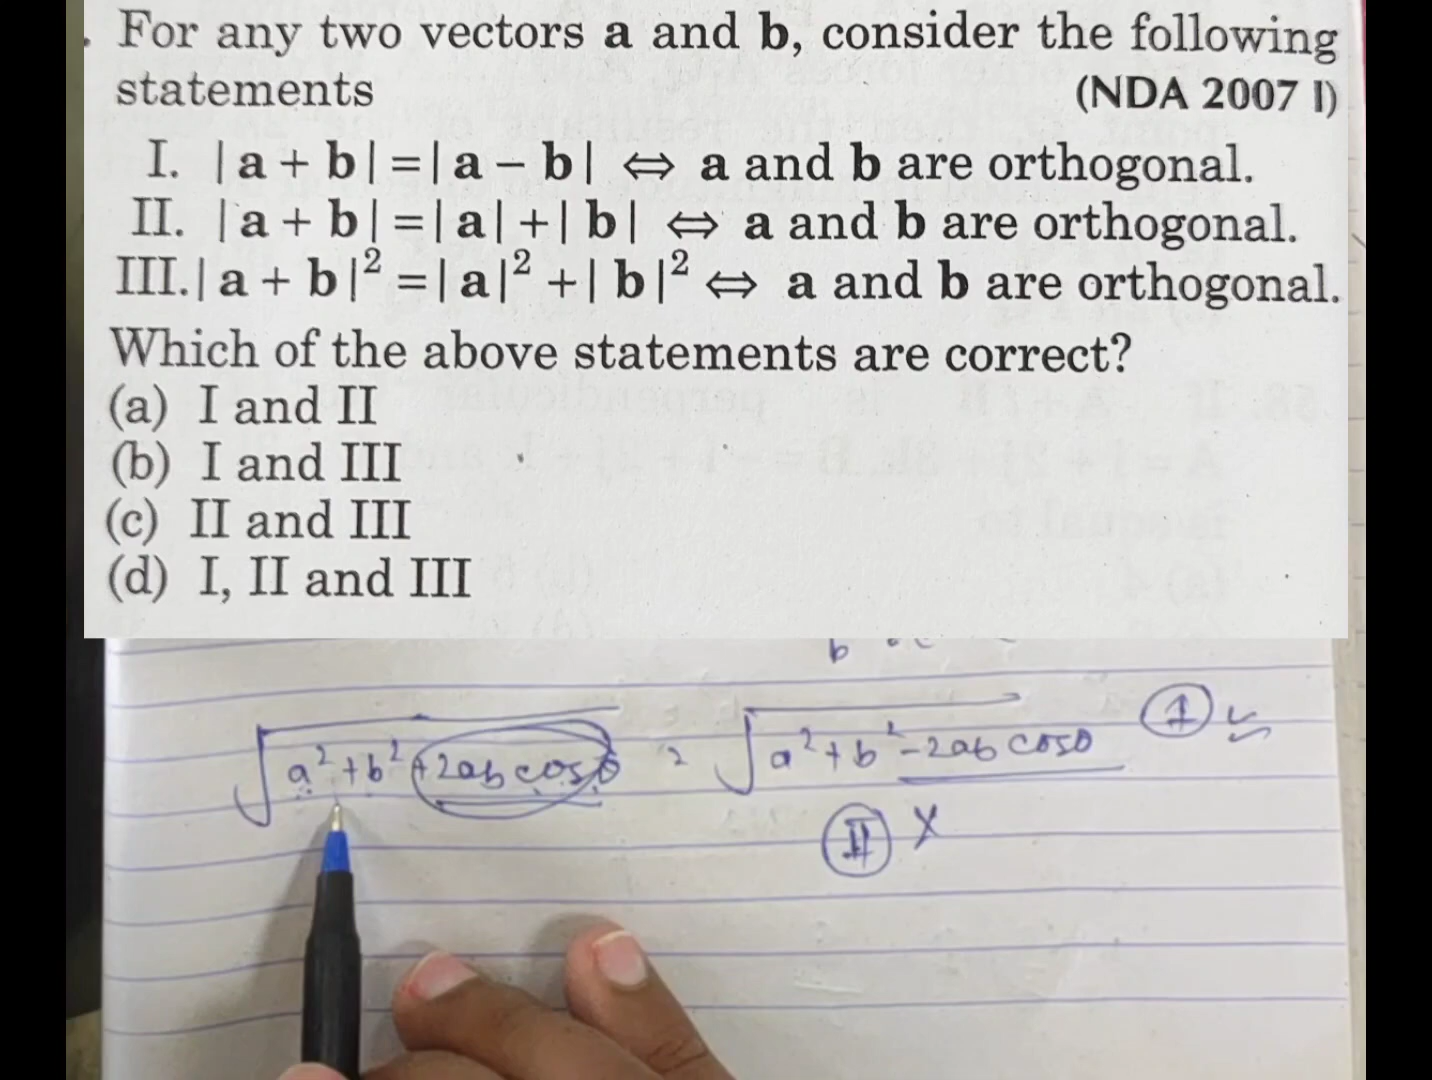 For any two vectors a and b, consider the following
statements (NDA 2007 I)
I. |a + b| = |a − b| ⇔ a and b are orthogonal.
II. |a + b| = |a| + |b| ⇔ a and b are orthogonal.
III. |a + b|² = |a|² + |b|² ⇔ a and b are orthogonal.
Which of the above statements are correct?
(a) I and II
(b) I and III
(c) II and III
(d) I, II and III
b
√a²+b²+2ab cosθ = √a²+b²-2ab cosθ I ✓
II ✗